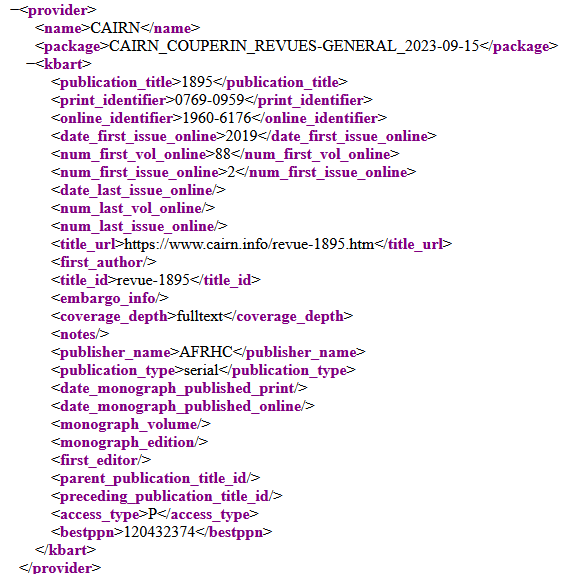 −<provider>
<name>CAIRN</name>
<package>CAIRN_COUPERIN_REVUES-GENERAL_2023-09-15</package>
−<kbart>
<publication_title>1895</publication_title>
<print_identifier>0769-0959</print_identifier>
<online_identifier>1960-6176</online_identifier>
<date_first_issue_online>2019</date_first_issue_online>
<num_first_vol_online>88</num_first_vol_online>
<num_first_issue_online>2</num_first_issue_online>
<date_last_issue_online/>
<num_last_vol_online/>
<num_last_issue_online/>
<title_url>https://www.cairn.info/revue-1895.htm</title_url>
<first_author/>
<title_id>revue-1895</title_id>
<embargo_info/>
<coverage_depth>fulltext</coverage_depth>
<notes/>
<publisher_name>AFRHC</publisher_name>
<publication_type>serial</publication_type>
<date_monograph_published_print/>
<date_monograph_published_online/>
<monograph_volume/>
<monograph_edition/>
<first_editor/>
<parent_publication_title_id/>
<preceding_publication_title_id/>
<access_type>P</access_type>
<bestppn>120432374</bestppn>
</kbart>
</provider>